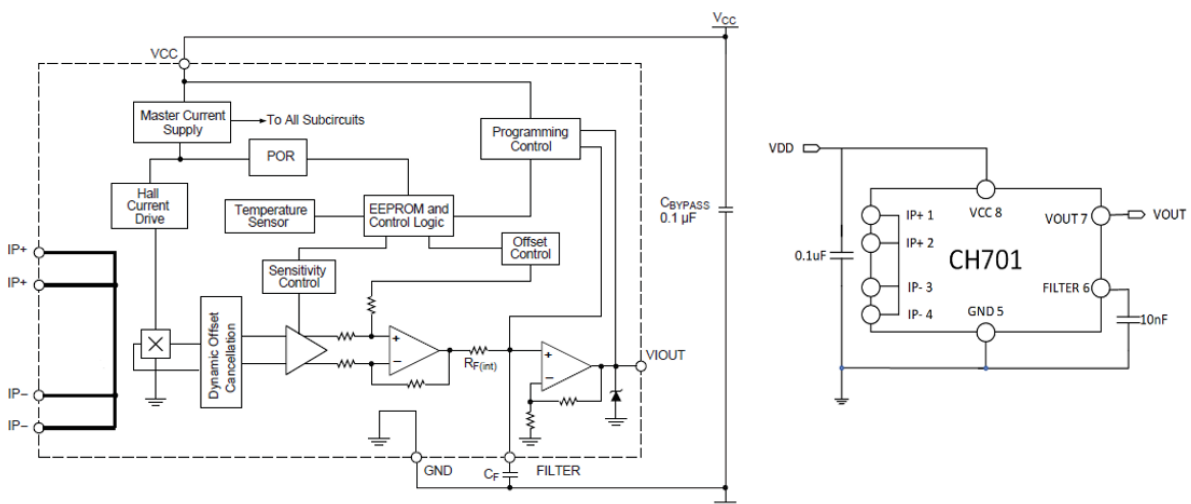 VCC
VCC
Master Current
Supply
To All Subcircuits
POR
Programming
Control
Hall
Current
Drive
Temperature
Sensor
EEPROM and
Control Logic
CBYPASS
0.1 µF
Offset
Control
Sensitivity
Control
IP+
IP+
IP−
IP−
Dynamic Offset
Cancellation
+
−
RF(int)
+
−
VIOUT
GND
CF
FILTER
VDD
0.1uF
IP+ 1
IP+ 2
IP- 3
IP- 4
VCC 8
VOUT 7
VOUT
CH701
FILTER 6
GND 5
10nF